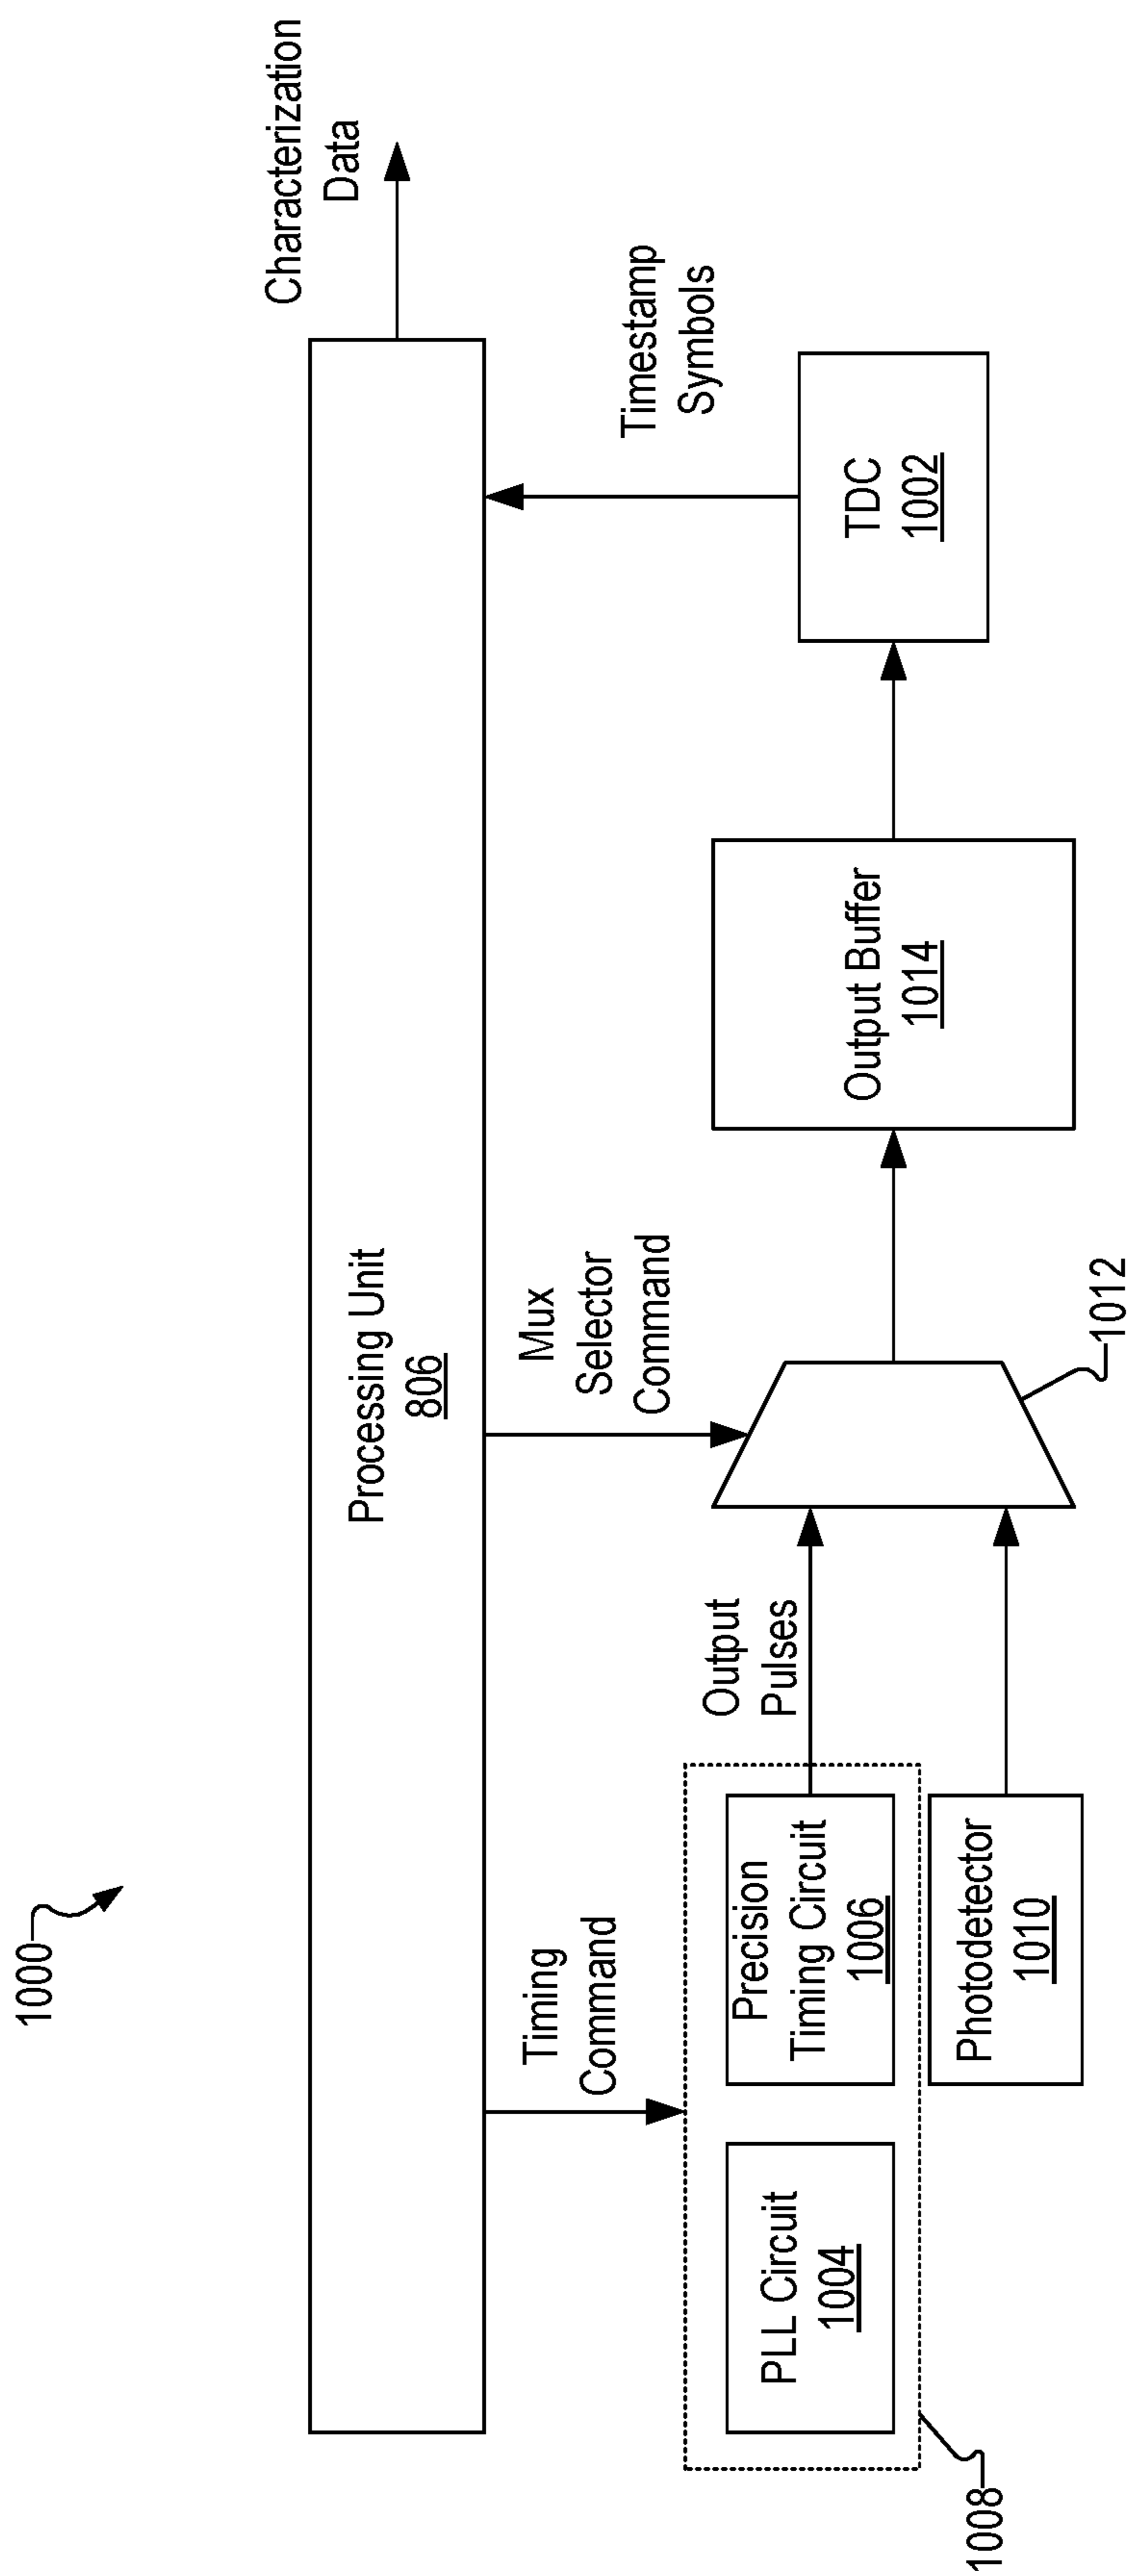 1000
Characterization
Data
Processing Unit
806
Timing
Command
Mux
Selector
Command
Timestamp
Symbols
PLL Circuit
1004
Precision
Timing Circuit
1006
Output
Pulses
Photodetector
1010
Output Buffer
1014
TDC
1002
1008
1012